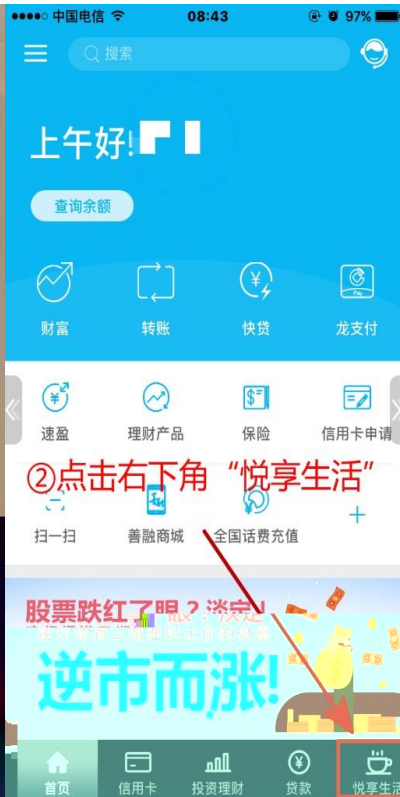 中国电信 08:43 97%
搜索
上午好!
查询余额
财富 转账 快贷 龙支付
速盈 理财产品 保险 信用卡申请
②点击右下角“悦享生活”
扫一扫 善融商城 全国话费充值
股票跌红了眼？淡定!
逆市而涨!
首页 信用卡 投资理财 贷款 悦享生活